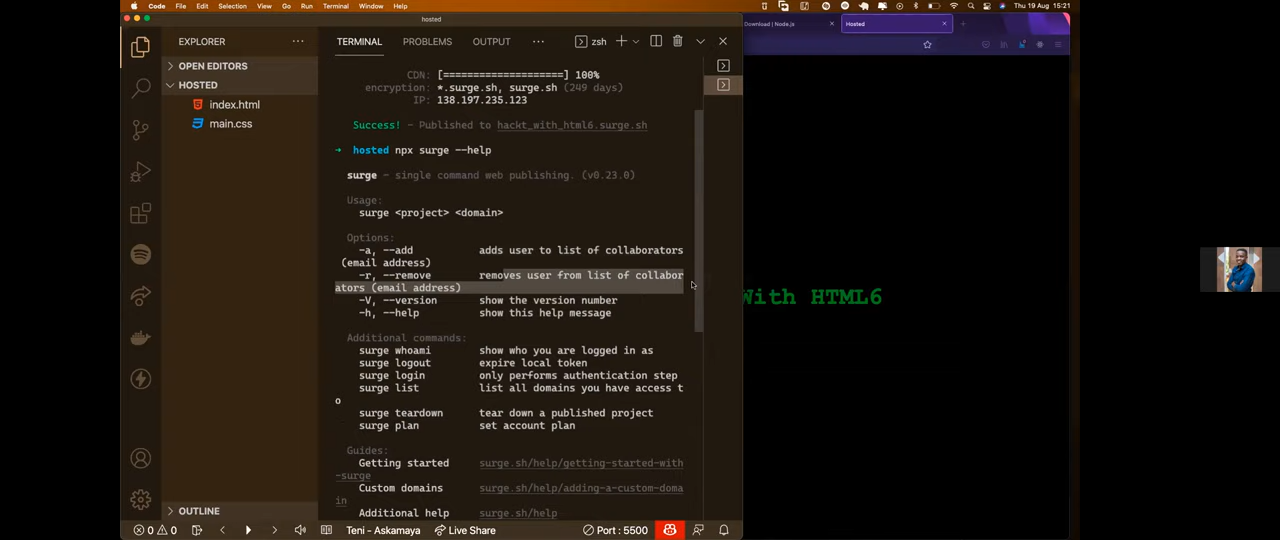 Code File Edit Selection View Go Run Terminal Window Help
Thu 19 Aug 15:21
hosted
Download | Node.js
Hosted
EXPLORER
OPEN EDITORS
HOSTED
index.html
main.css
OUTLINE
TERMINAL PROBLEMS OUTPUT
zsh
CDN: [====================] 100%
encryption: *.surge.sh, surge.sh (249 days)
IP: 138.197.235.123
Success! - Published to hackt_with_html6.surge.sh
➜ hosted npx surge --help
surge - single command web publishing. (v0.23.0)
Usage:
surge <project> <domain>
Options:
-a, --add adds user to list of collaborators
(email address)
-r, --remove removes user from list of collabor
ators (email address)
-V, --version show the version number
-h, --help show this help message
Additional commands:
surge whoami show who you are logged in as
surge logout expire local token
surge login only performs authentication step
surge list list all domains you have access t
o
surge teardown tear down a published project
surge plan set account plan
Guides:
Getting started surge.sh/help/getting-started-with
-surge
Custom domains surge.sh/help/adding-a-custom-doma
in
Additional help surge.sh/help
With HTML6
0 0
Teni - Askamaya
Live Share
Port : 5500